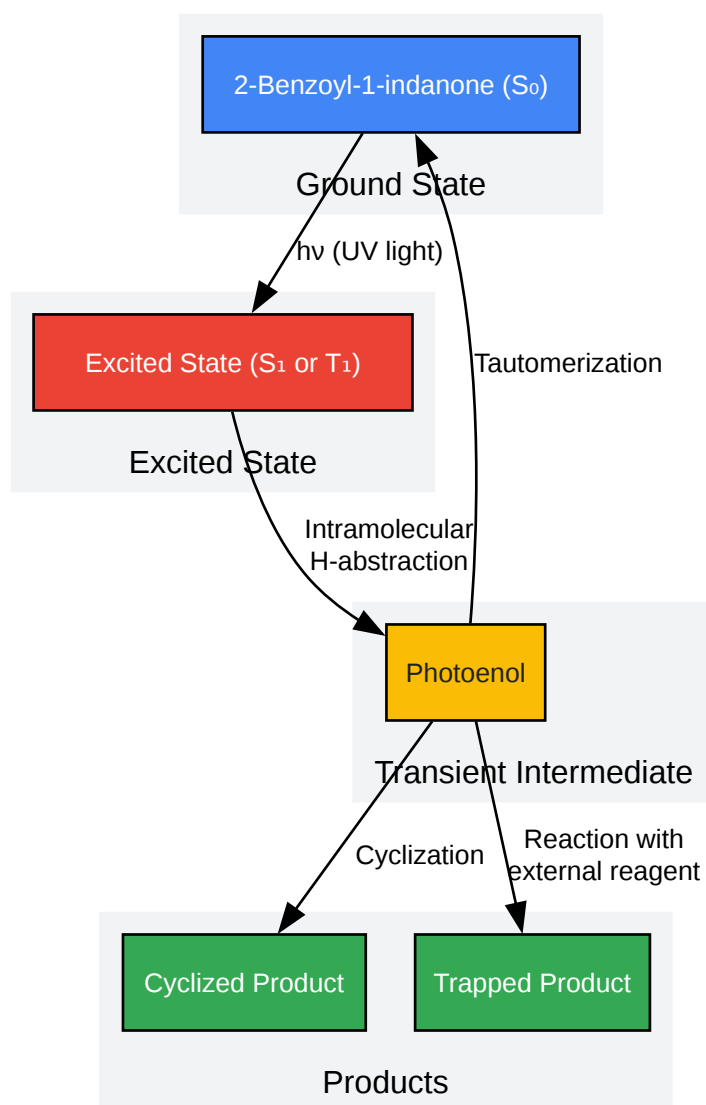 2-Benzoyl-1-indanone (S₀)
Ground State
hν (UV light)
Excited State (S₁ or T₁)
Tautomerization
Excited State
Intramolecular
H-abstraction
Photoenol
Transient Intermediate
Cyclization
Reaction with
external reagent
Cyclized Product
Trapped Product
Products